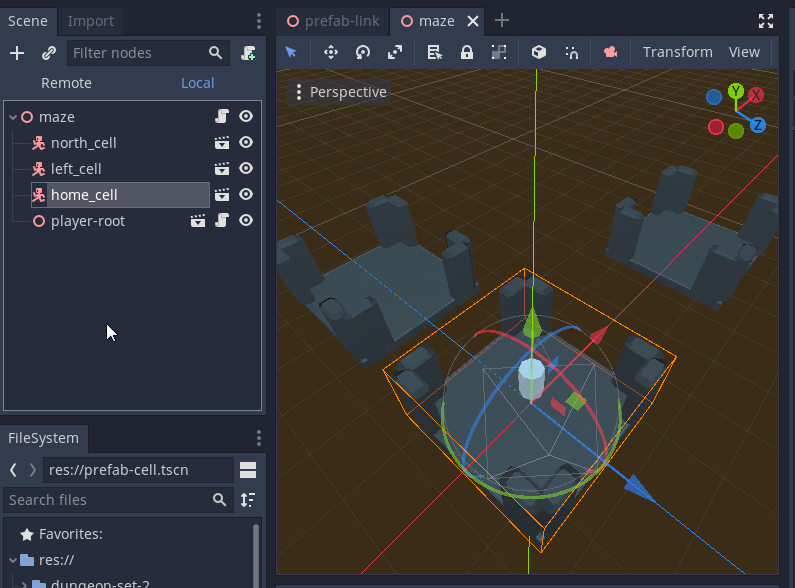 Scene Import
Filter nodes
Remote Local
maze
north_cell
left_cell
home_cell
player-root
FileSystem
res://prefab-cell.tscn
Search files
Favorites:
res://
dungeon-set-2
prefab-link maze
Transform View
Perspective
Y X
Z